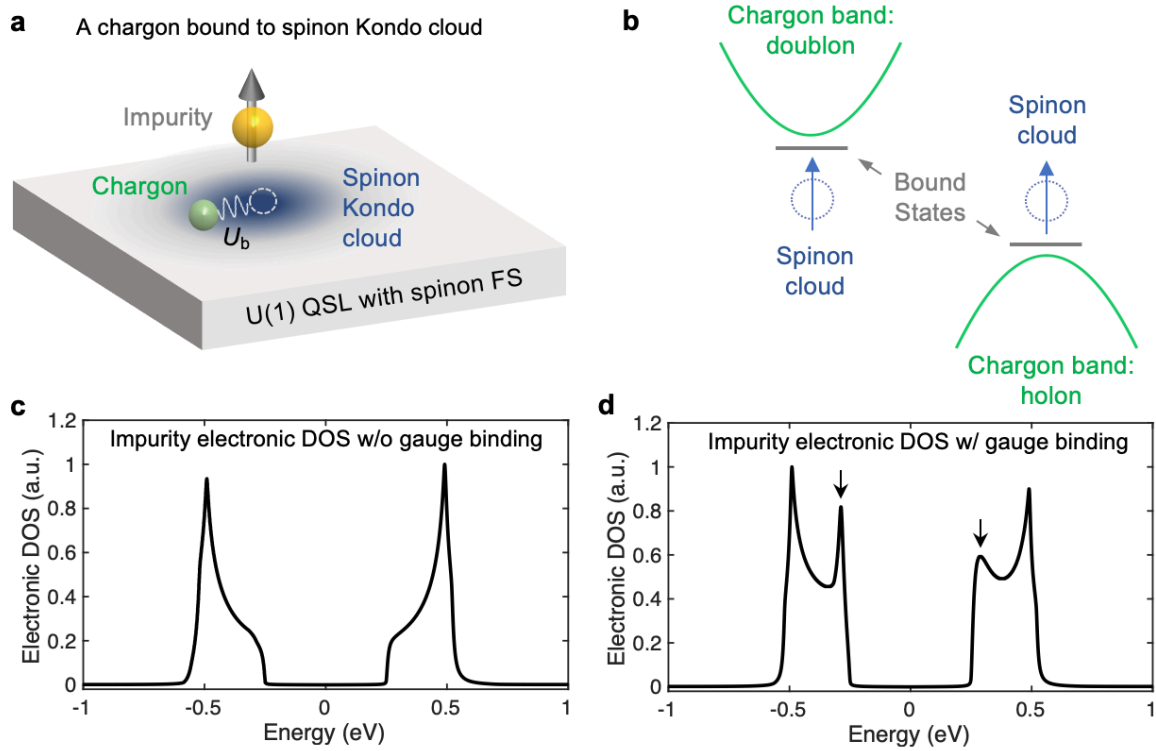 a
A chargon bound to spinon Kondo cloud
Impurity
Chargon
Spinon
Kondo
cloud
Ub
U(1) QSL with spinon FS
b
Chargon band:
doublon
Spinon
cloud
Bound
States
Spinon
cloud
Chargon band:
holon
c
Impurity electronic DOS w/o gauge binding
Electronic DOS (a.u.)
1.2
1
0.8
0.6
0.4
0.2
0
-1
-0.5
0
0.5
1
Energy (eV)
d
Impurity electronic DOS w/ gauge binding
Electronic DOS (a.u.)
1.2
1
0.8
0.6
0.4
0.2
0
-1
-0.5
0
0.5
1
Energy (eV)